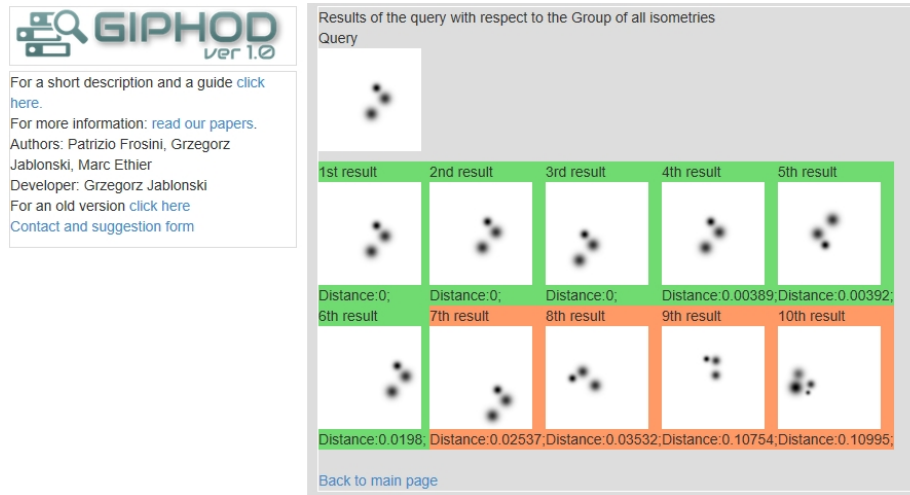 GIPHOD
ver 1.0
For a short description and a guide click
here.
For more information: read our papers.
Authors: Patrizio Frosini, Grzegorz
Jablonski, Marc Ethier
Developer: Grzegorz Jablonski
For an old version click here
Contact and suggestion form
Results of the query with respect to the Group of all isometries
Query
1st result 2nd result 3rd result 4th result 5th result
Distance:0; Distance:0; Distance:0; Distance:0.00389; Distance:0.00392;
6th result 7th result 8th result 9th result 10th result
Distance:0.0198; Distance:0.02537; Distance:0.03532; Distance:0.10754; Distance:0.10995;
Back to main page